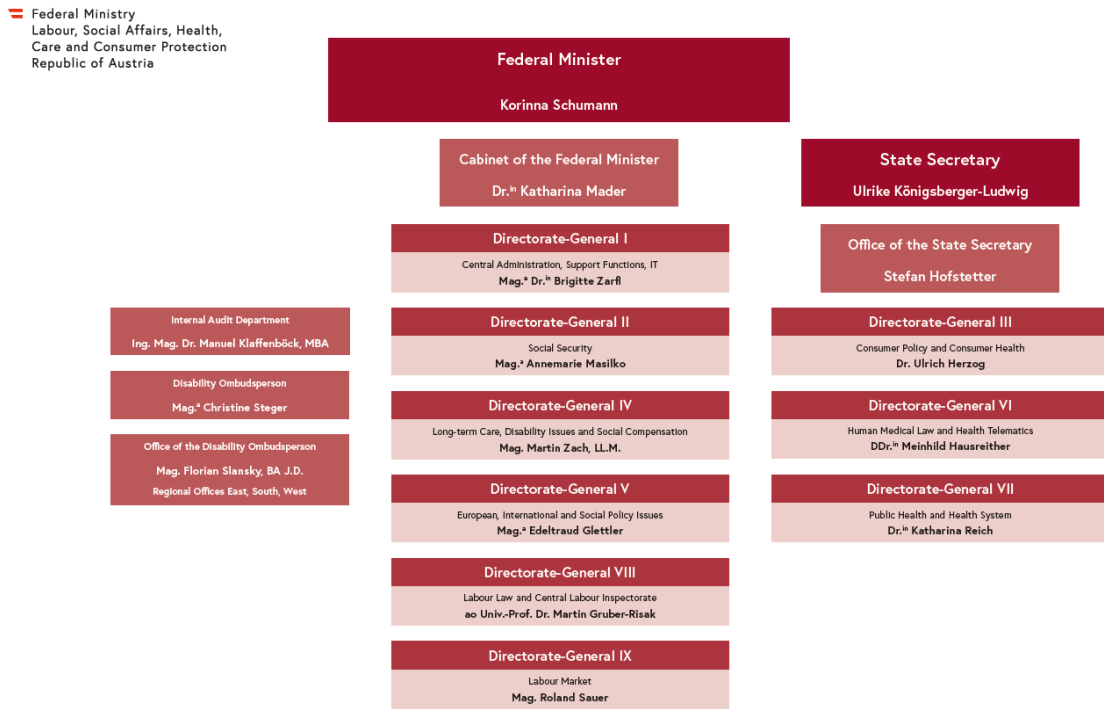 Federal Ministry
Labour, Social Affairs, Health,
Care and Consumer Protection
Republic of Austria
Federal Minister
Korinna Schumann
Cabinet of the Federal Minister
Dr.ⁱⁿ Katharina Mader
State Secretary
Ulrike Königsberger-Ludwig
Office of the State Secretary
Stefan Hofstetter
Internal Audit Department
Ing. Mag. Dr. Manuel Klaffenböck, MBA
Disability Ombudsperson
Mag.ᵃ Christine Steger
Office of the Disability Ombudsperson
Mag. Florian Slansky, BA J.D.
Regional Offices East, South, West
Directorate-General I
Central Administration, Support Functions, IT
Mag.ᵃ Dr.ⁱⁿ Brigitte Zarfl
Directorate-General II
Social Security
Mag.ᵃ Annemarie Masilko
Directorate-General IV
Long-term Care, Disability Issues and Social Compensation
Mag. Martin Zach, LL.M.
Directorate-General V
European, International and Social Policy Issues
Mag.ᵃ Edeltraud Glettler
Directorate-General VIII
Labour Law and Central Labour Inspectorate
ao Univ.-Prof. Dr. Martin Gruber-Risak
Directorate-General IX
Labour Market
Mag. Roland Sauer
Directorate-General III
Consumer Policy and Consumer Health
Dr. Ulrich Herzog
Directorate-General VI
Human Medical Law and Health Telematics
DDr.ⁱⁿ Meinhild Hausreither
Directorate-General VII
Public Health and Health System
Dr.ⁱⁿ Katharina Reich